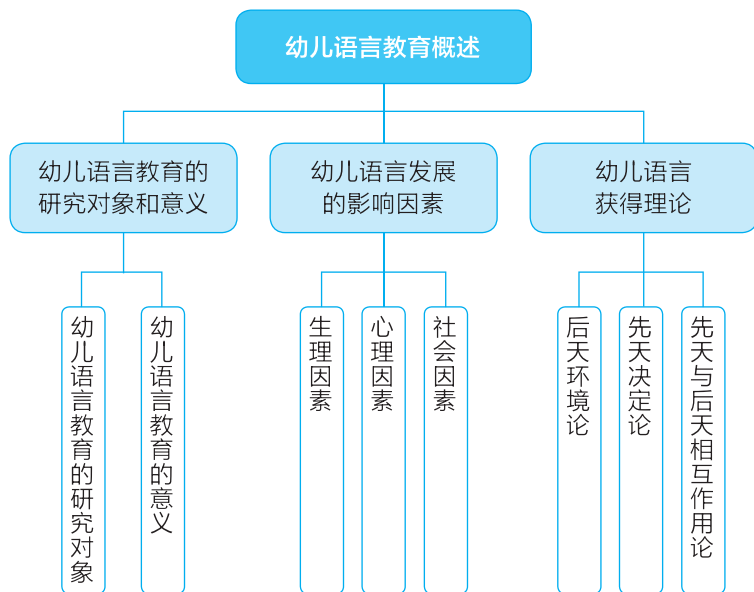 幼儿语言教育概述
幼儿语言教育的
研究对象和意义
幼儿语言发展
的影响因素
幼儿语言
获得理论
幼儿语言教育的研究对象
幼儿语言教育的意义
生理因素
心理因素
社会因素
后天环境论
先天决定论
先天与后天相互作用论